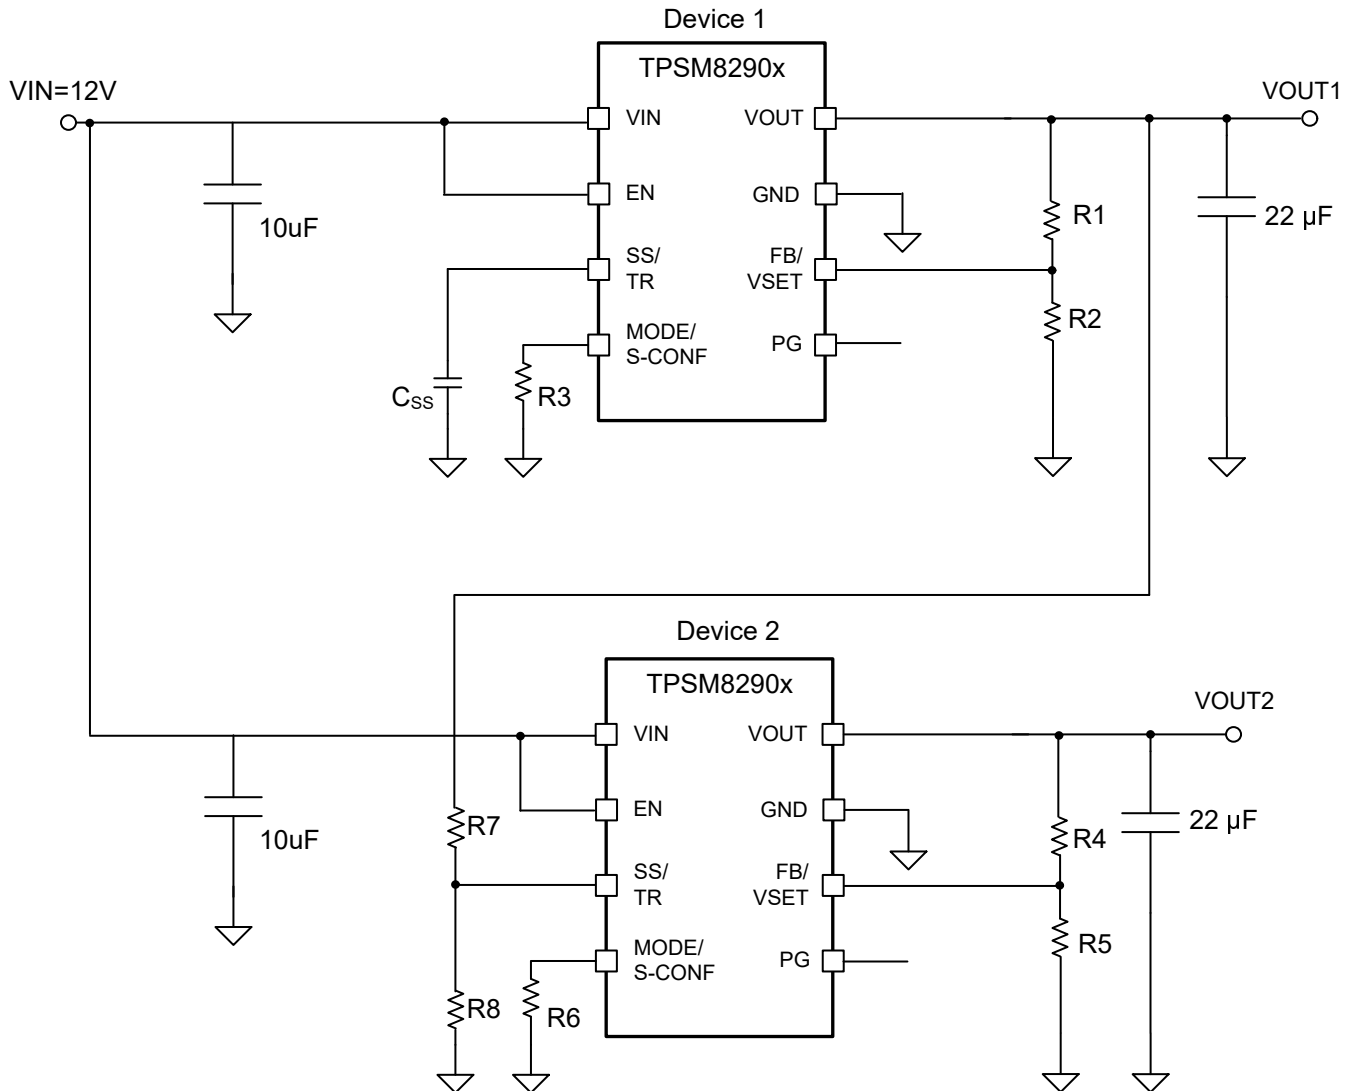 Device 1
TPSM8290x
VIN=12V
VOUT1
VIN
VOUT
EN
GND
10uF
R1
22 µF
SS/
TR
FB/
VSET
R2
MODE/
S-CONF
PG
CSS
R3
Device 2
TPSM8290x
VOUT2
VIN
VOUT
EN
GND
10uF
R7
R4
22 µF
SS/
TR
FB/
VSET
R5
MODE/
S-CONF
PG
R8
R6